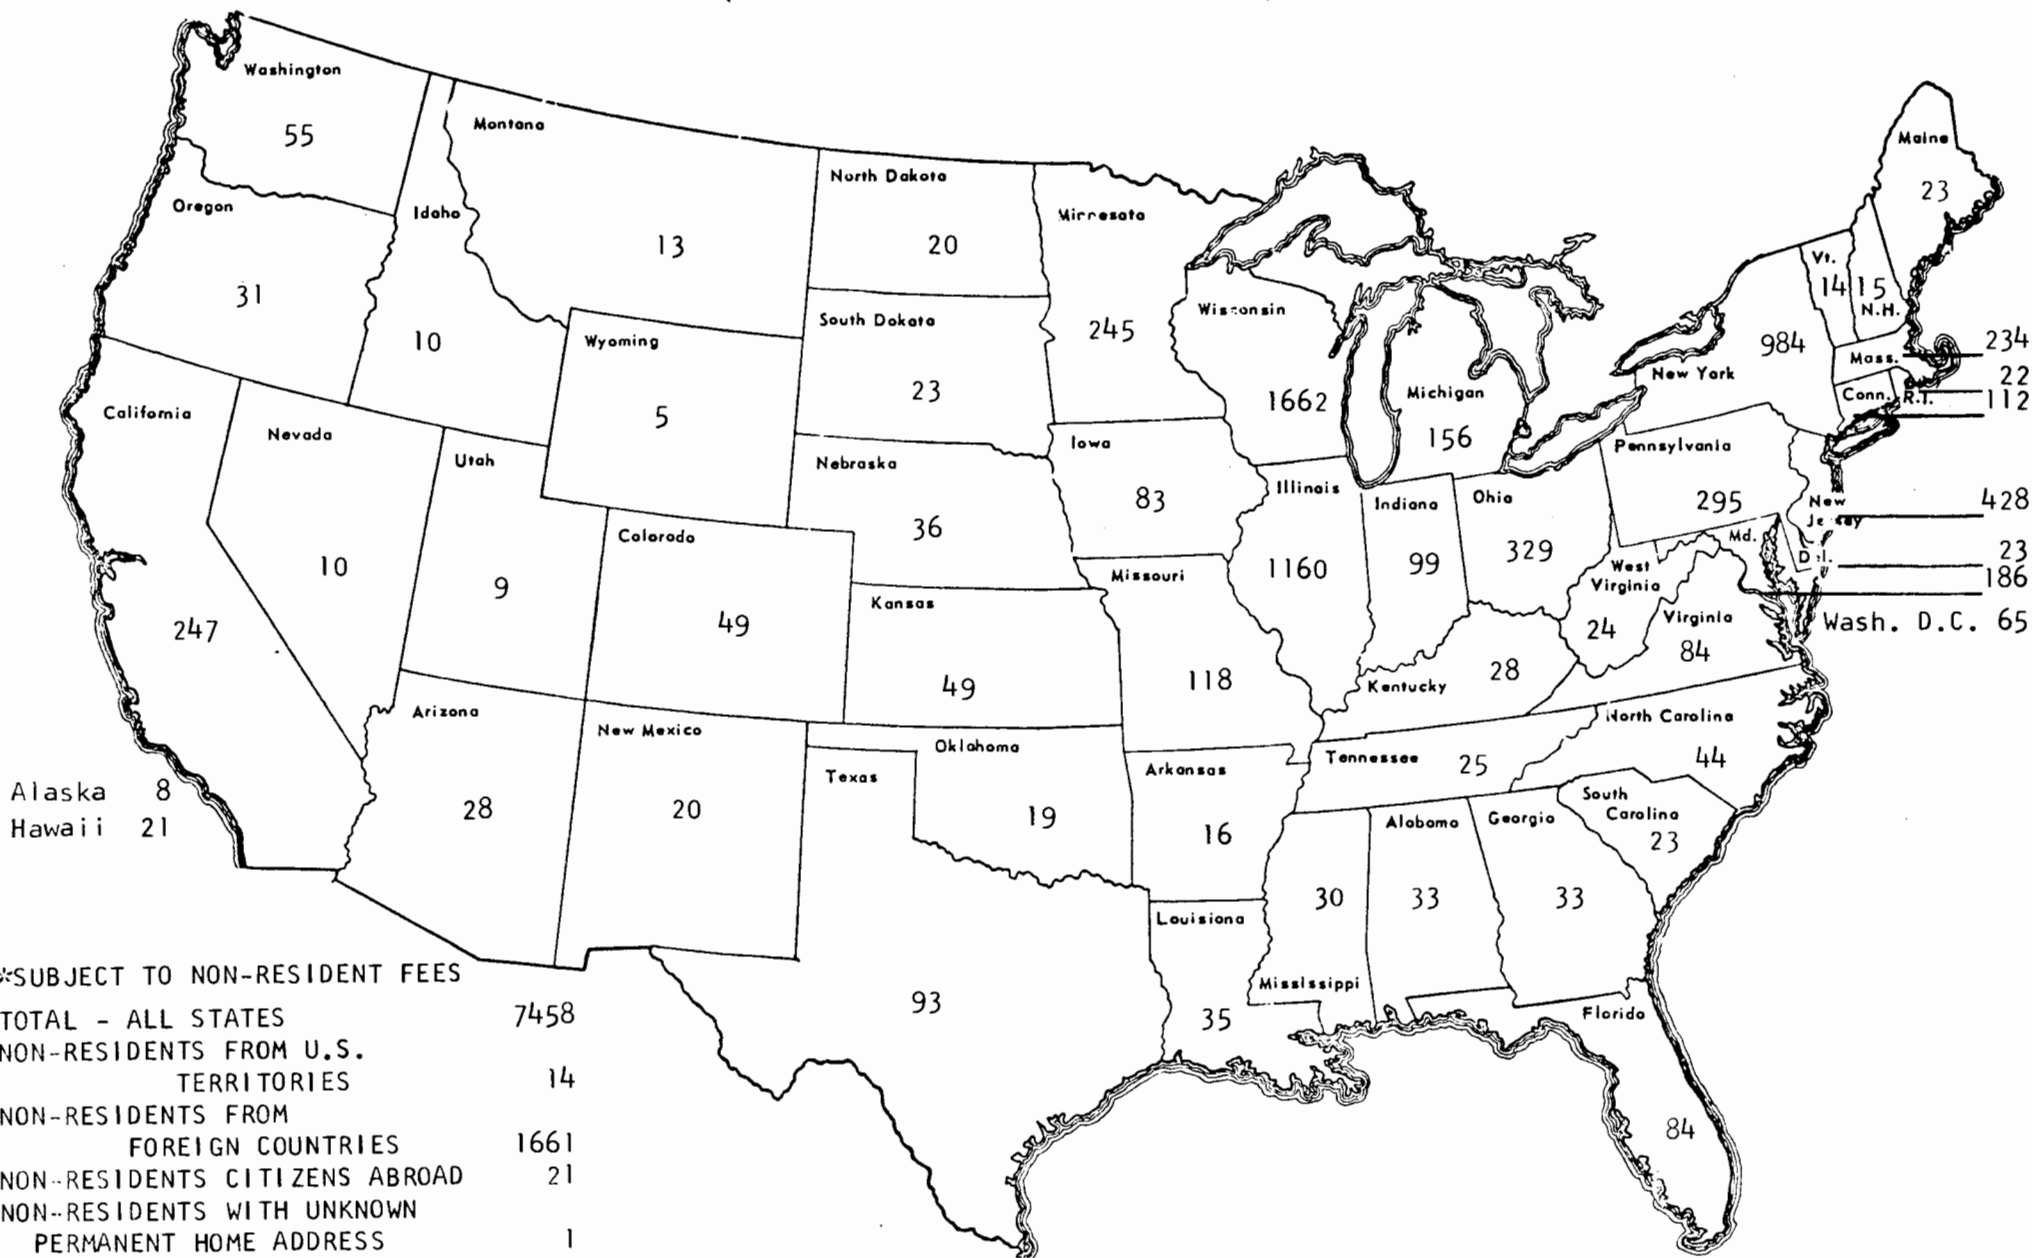 Washington
55
Oregon
31
Idaho
10
Montana
13
North Dakota
20
Minnesota
245
South Dakota
23
Wyoming
5
Wisconsin
1662
Michigan
156
Maine
23
Vt.
14
15
N.H.
984
New York
Mass. 234
R.I. 22
Conn. 112
California
247
Nevada
10
Utah
9
Colorado
49
Nebraska
36
Iowa
83
Illinois
1160
Indiana
99
Ohio
329
Pennsylvania
295
New
Jersey 428
Del. 23
Md. 186
Wash. D.C. 65
West
Virginia
24
Virginia
84
Kansas
49
Missouri
118
Kentucky 28
Arizona
28
New Mexico
20
Texas
93
Oklahoma
19
Arkansas
16
Tennessee 25
North Carolina
44
South
Carolina
23
Alabama
33
Georgia
33
30
Mississippi
Louisiana
35
Florida
84
Alaska 8
Hawaii 21
*SUBJECT TO NON-RESIDENT FEES
TOTAL - ALL STATES 7458
NON-RESIDENTS FROM U.S.
TERRITORIES 14
NON-RESIDENTS FROM
FOREIGN COUNTRIES 1661
NON-RESIDENTS CITIZENS ABROAD 21
NON-RESIDENTS WITH UNKNOWN
PERMANENT HOME ADDRESS 1